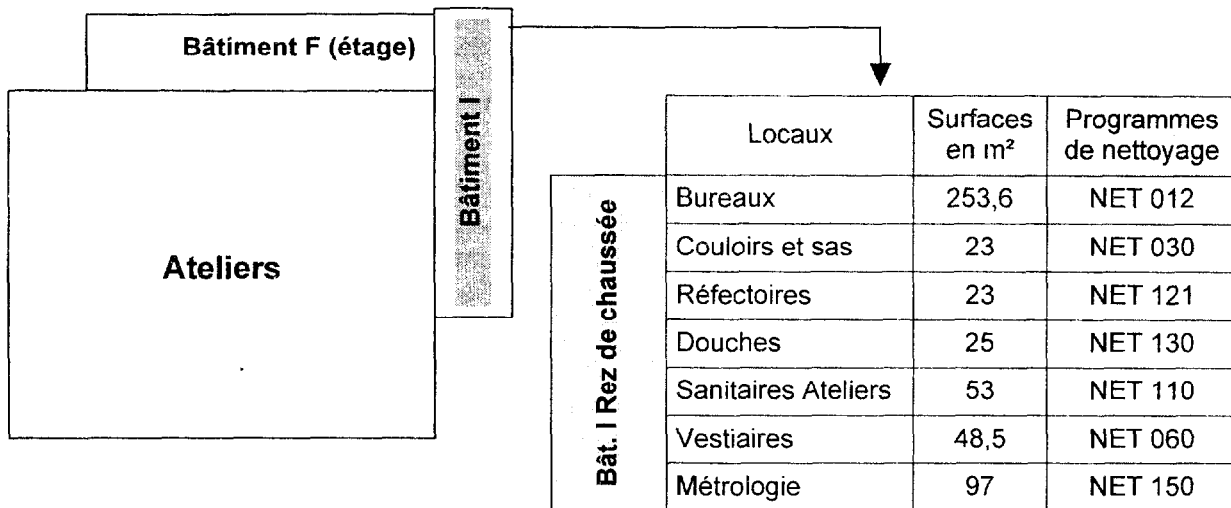 Bâtiment F (étage)
Bâtiment I
Ateliers
Locaux Surfaces en m² Programmes de nettoyage
Bât. I Rez de chaussée
Bureaux 253,6 NET 012
Couloirs et sas 23 NET 030
Réfectoires 23 NET 121
Douches 25 NET 130
Sanitaires Ateliers 53 NET 110
Vestiaires 48,5 NET 060
Métrologie 97 NET 150